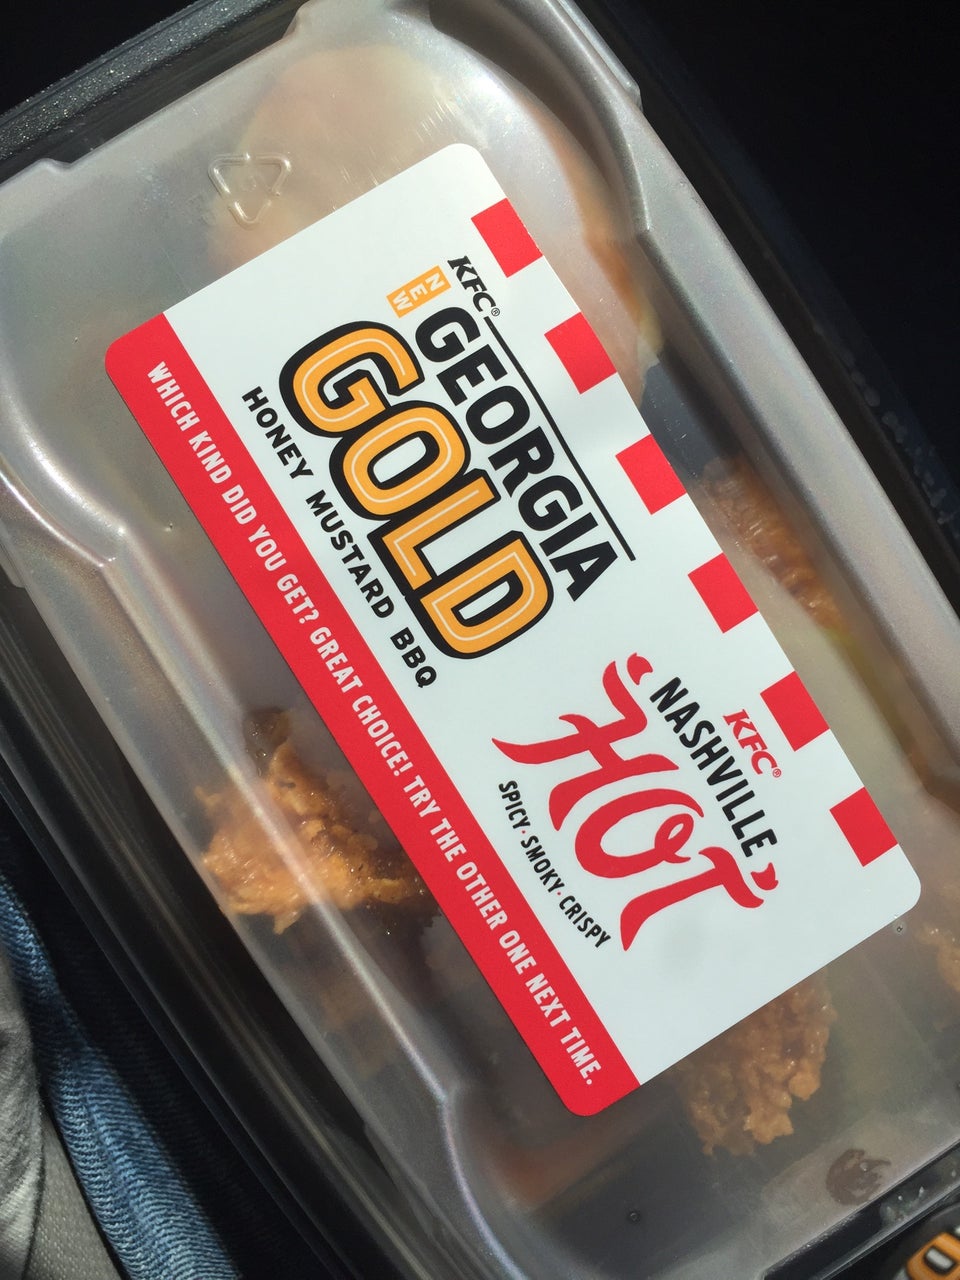 KFC®
NEW
GEORGIA
GOLD
HONEY MUSTARD BBQ
KFC®
NASHVILLE
HOT
SPICY · SMOKY · CRISPY
WHICH KIND DID YOU GET? GREAT CHOICE! TRY THE OTHER ONE NEXT TIME.